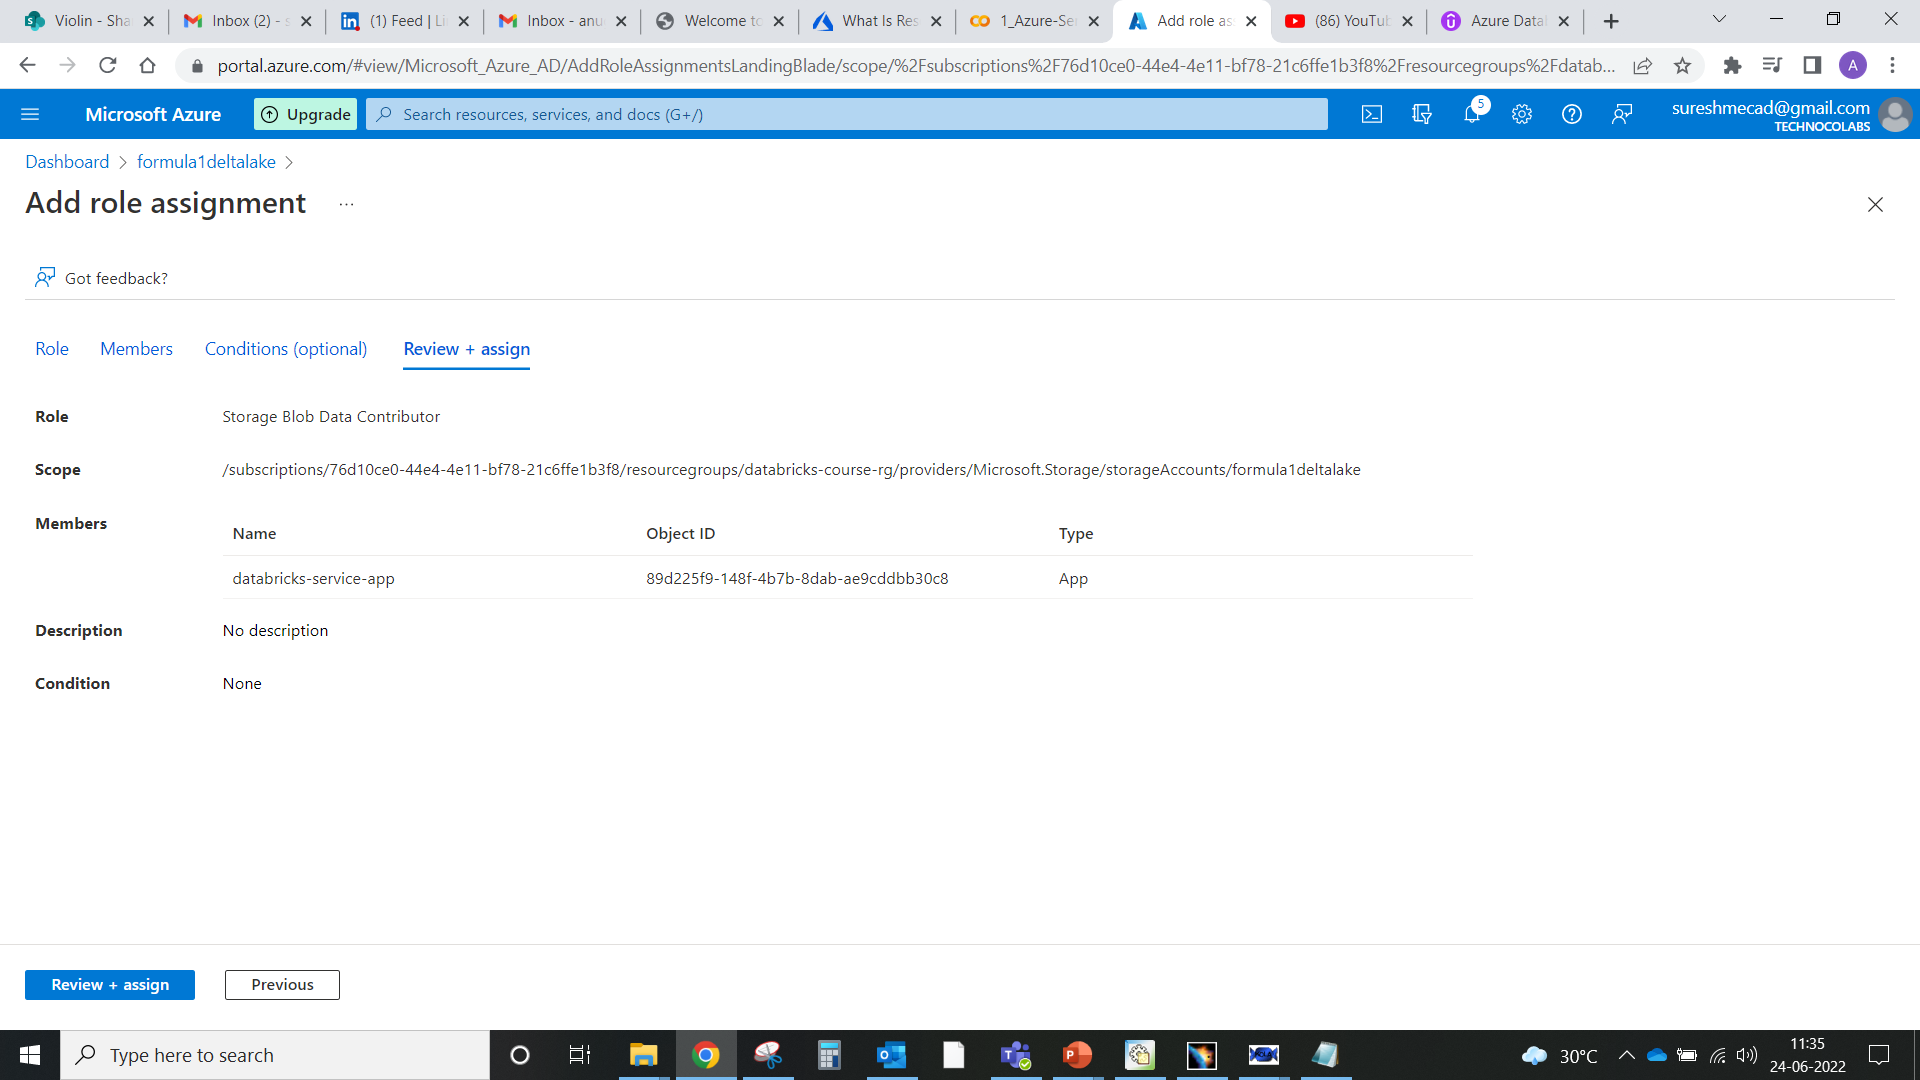 Violin - Sha
Inbox (2) - s
(1) Feed | Li
Inbox - anu
Welcome to
What Is Res
1_Azure-Se
Add role as
(86) YouTub
Azure Data
portal.azure.com/#view/Microsoft_Azure_AD/AddRoleAssignmentsLandingBlade/scope/%2Fsubscriptions%2F76d10ce0-44e4-4e11-bf78-21c6ffe1b3f8%2Fresourcegroups%2Fdatab...
A
Microsoft Azure
Upgrade
Search resources, services, and docs (G+/)
5
sureshmecad@gmail.com
TECHNOCOLABS
Dashboard > formula1deltalake >
Add role assignment ...
Got feedback?
Role Members Conditions (optional) Review + assign
Role Storage Blob Data Contributor
Scope /subscriptions/76d10ce0-44e4-4e11-bf78-21c6ffe1b3f8/resourcegroups/databricks-course-rg/providers/Microsoft.Storage/storageAccounts/formula1deltalake
Members
Name Object ID Type
databricks-service-app 89d225f9-148f-4b7b-8dab-ae9cddbb30c8 App
Description No description
Condition None
Review + assign Previous
Type here to search
30°C
11:35
24-06-2022